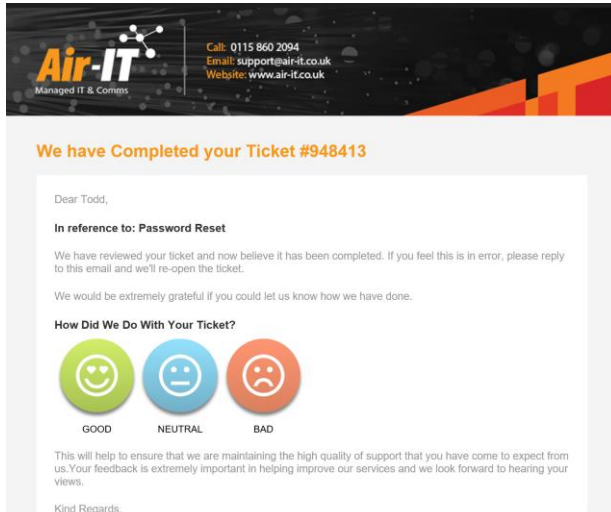 Air-IT
Managed IT & Comms
Call: 0115 860 2094
Email: support@air-it.co.uk
Website: www.air-it.co.uk
We have Completed your Ticket #948413
Dear Todd,
In reference to: Password Reset
We have reviewed your ticket and now believe it has been completed. If you feel this is in error, please reply
to this email and we'll re-open the ticket.
We would be extremely grateful if you could let us know how we have done.
How Did We Do With Your Ticket?
GOOD NEUTRAL BAD
This will help to ensure that we are maintaining the high quality of support that you have come to expect from
us.Your feedback is extremely important in helping improve our services and we look forward to hearing your
views.
Kind Regards,